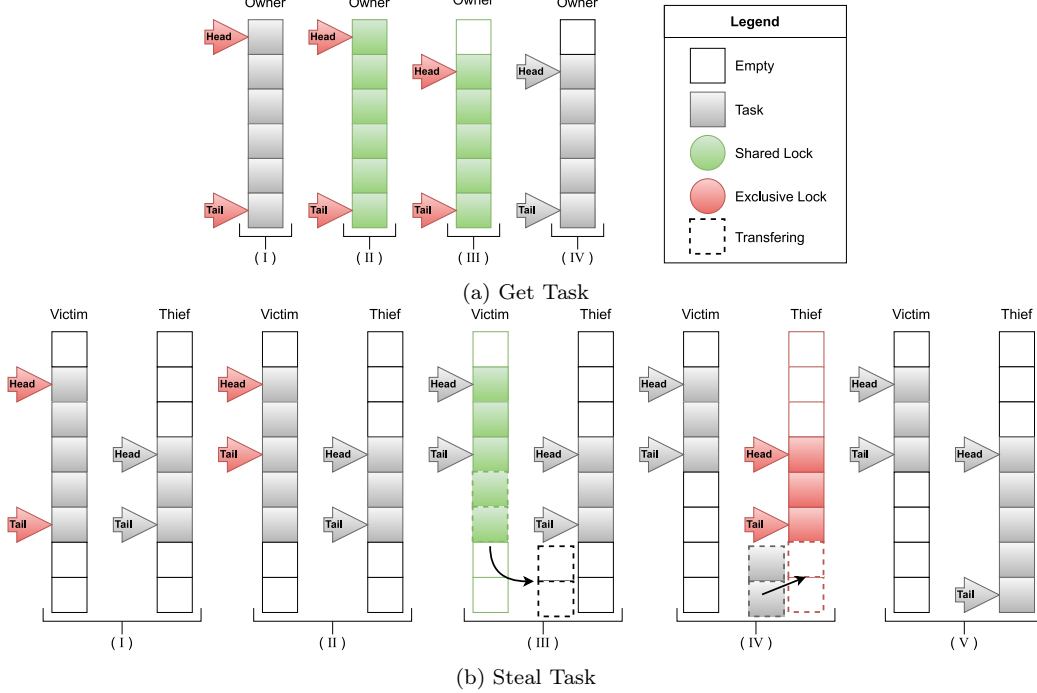 Owner Owner Owner Owner
Legend
Head Head
Empty
Head Head
Task
Shared Lock
Exclusive Lock
Tail Tail Tail Tail
Transfering
( I ) ( II ) ( III ) ( IV )
(a) Get Task
Victim Thief Victim Thief Victim Thief Victim Thief Victim Thief
Head Head Head Head Head
Head Tail Head Tail Head Tail Head Tail Head
Tail Tail Tail Tail Tail
Tail
( I ) ( II ) ( III ) ( IV ) ( V )
(b) Steal Task